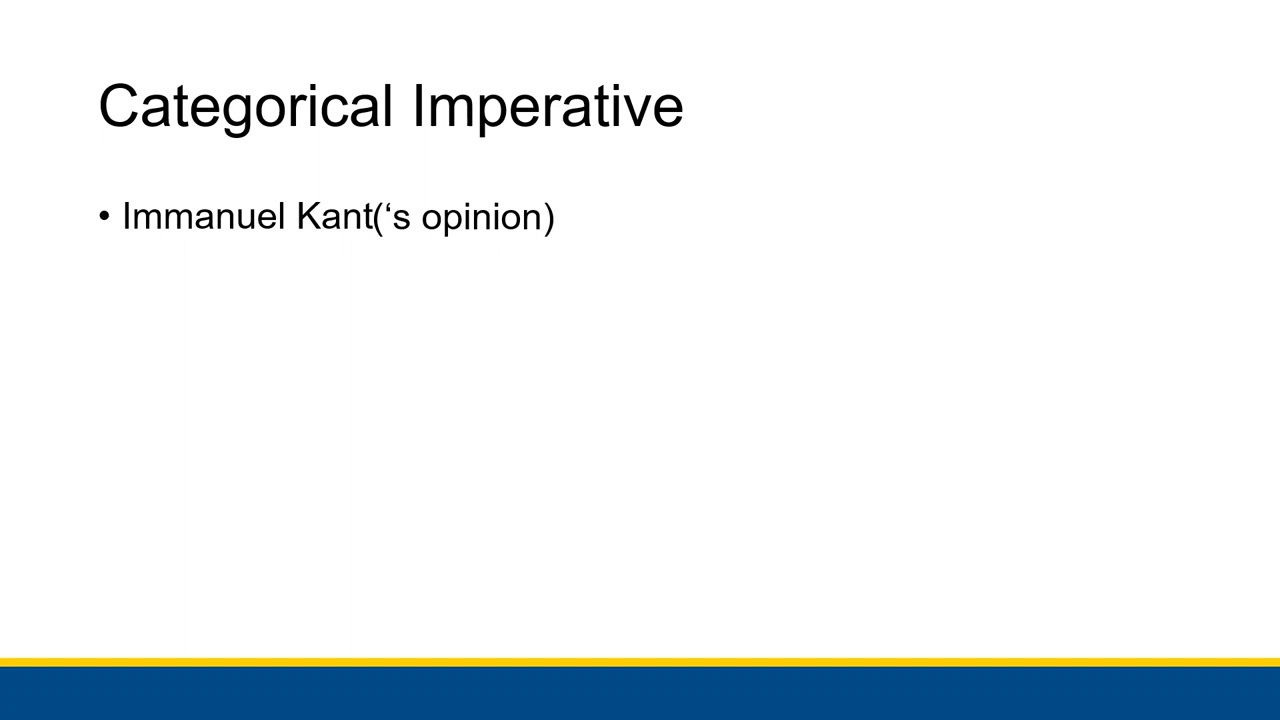 Categorical Imperative
• Immanuel Kant(‘s opinion)